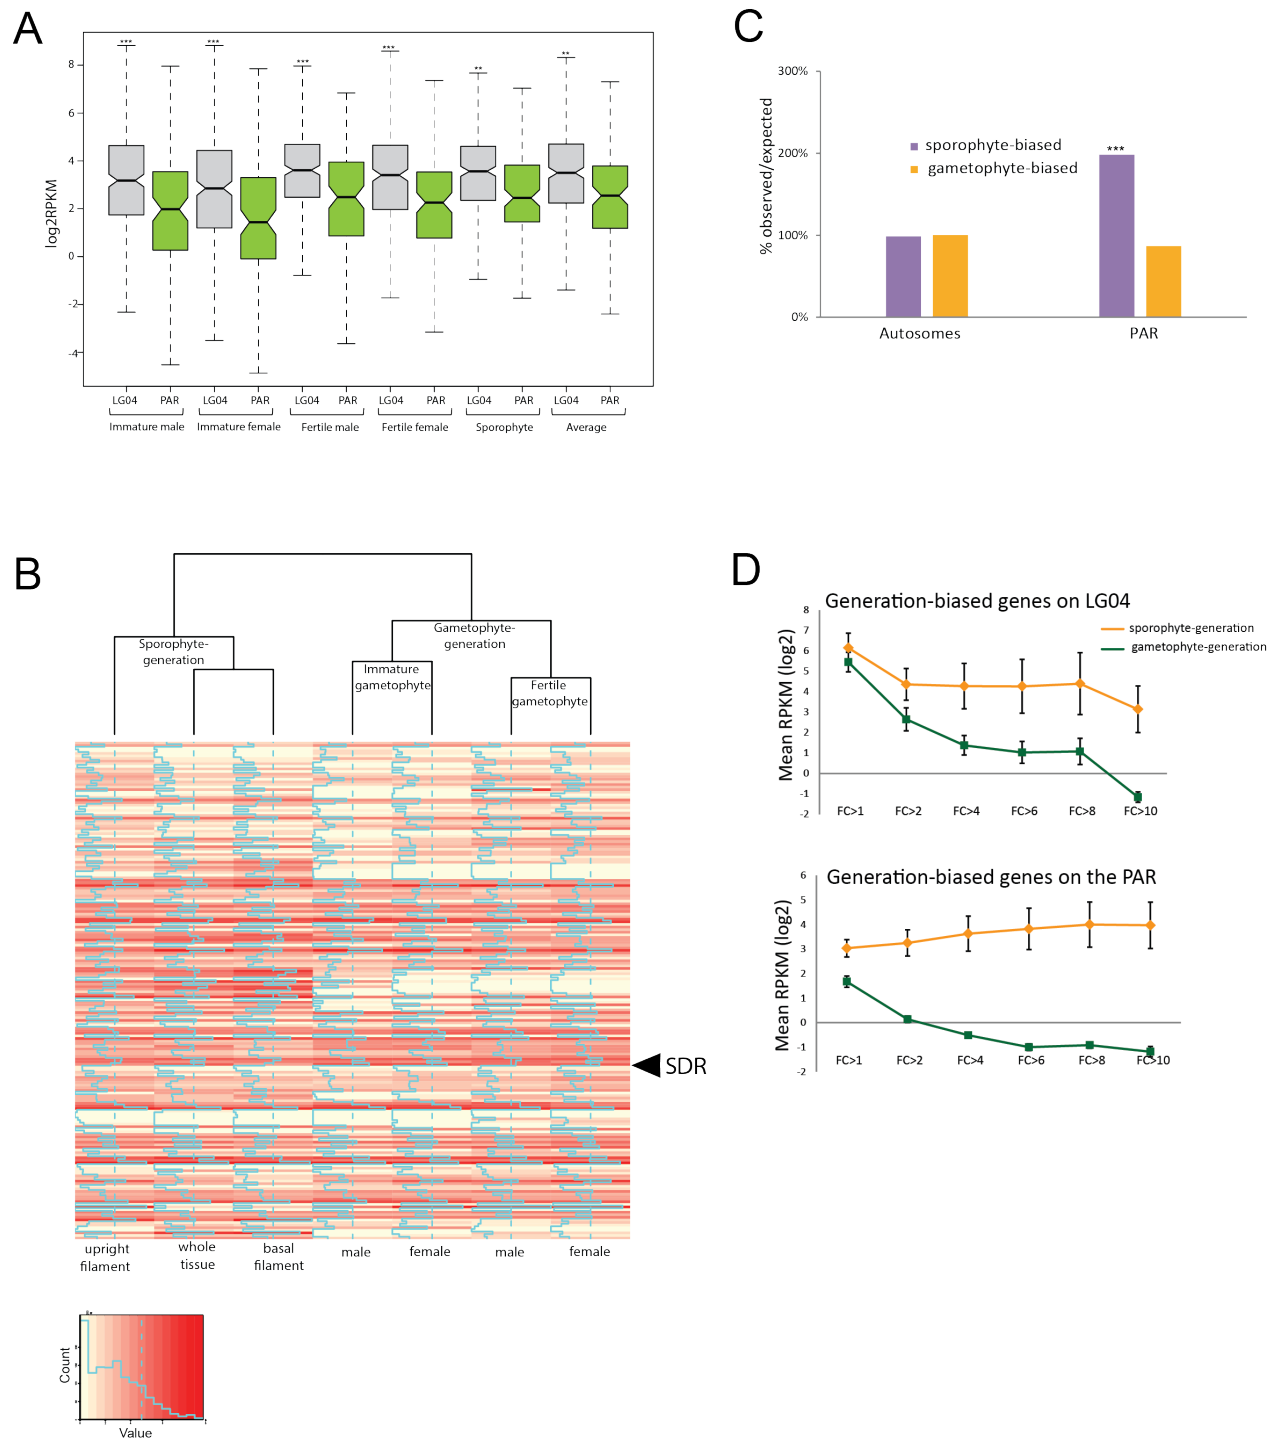 A
***
***
***
***
**
**
8
6
4
2
0
-2
-4
log2RPKM
LG04 PAR LG04 PAR LG04 PAR LG04 PAR LG04 PAR LG04 PAR
Immature male Immature female Fertile male Fertile female Sporophyte Average
C
300%
200%
100%
0%
% observed/expected
sporophyte-biased
gametophyte-biased
***
Autosomes PAR
B
Sporophyte-
generation
Gametophyte-
generation
Immature
gametophyte
Fertile
gametophyte
SDR
upright
filament
whole
tissue
basal
filament
male
female
male
female
Count
Value
D
Generation-biased genes on LG04
sporophyte-generation
gametophyte-generation
Mean RPKM (log2)
8
7
6
5
4
3
2
1
0
-1
-2
FC>1 FC>2 FC>4 FC>6 FC>8 FC>10
Generation-biased genes on the PAR
Mean RPKM (log2)
6
5
4
3
2
1
0
-1
-2
FC>1 FC>2 FC>4 FC>6 FC>8 FC>10